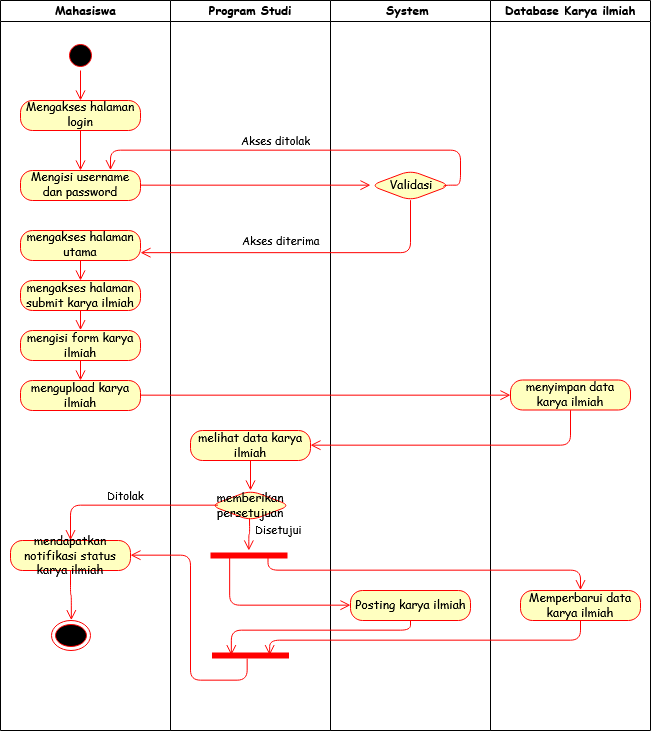 Mahasiswa
Program Studi
System
Database Karya ilmiah
Mengakses halaman
login
Akses ditolak
Mengisi username
dan password
Validasi
mengakses halaman
utama
Akses diterima
mengakses halaman
submit karya ilmiah
mengisi form karya
ilmiah
mengupload karya
ilmiah
menyimpan data
karya ilmiah
melihat data karya
ilmiah
Ditolak
memberikan
persetujuan
Disetujui
mendapatkan
notifikasi status
karya ilmiah
Posting karya ilmiah
Memperbarui data
karya ilmiah